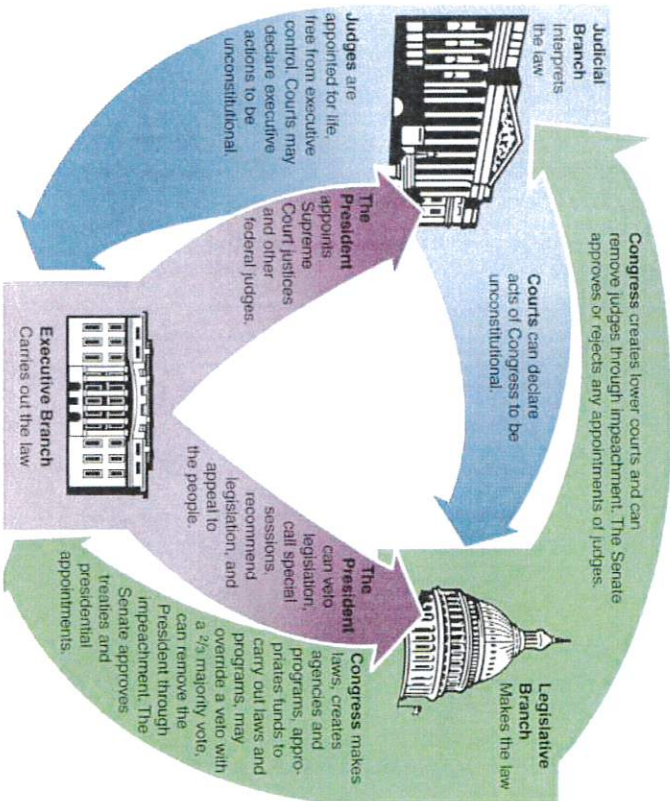 Judicial
Branch
Interprets
the law
Congress creates lower courts and can
remove judges through impeachment. The Senate
approves or rejects any appointments of judges.
Legislative
Branch
Makes the law
Courts can declare
acts of Congress to be
unconstitutional.
Judges are
appointed for life,
free from executive
control. Courts may
declare executive
actions to be
unconstitutional.
The
President
appoints
Supreme
Court justices
and other
federal judges.
The
President
can veto
legislation,
call special
sessions,
recommend
legislation, and
appeal to
the people.
Congress makes
laws, creates
agencies and
programs, appro-
priates funds to
carry out laws and
programs, may
override a veto with
a 2/3 majority vote,
can remove the
President through
impeachment. The
Senate approves
treaties and
presidential
appointments.
Executive Branch
Carries out the law